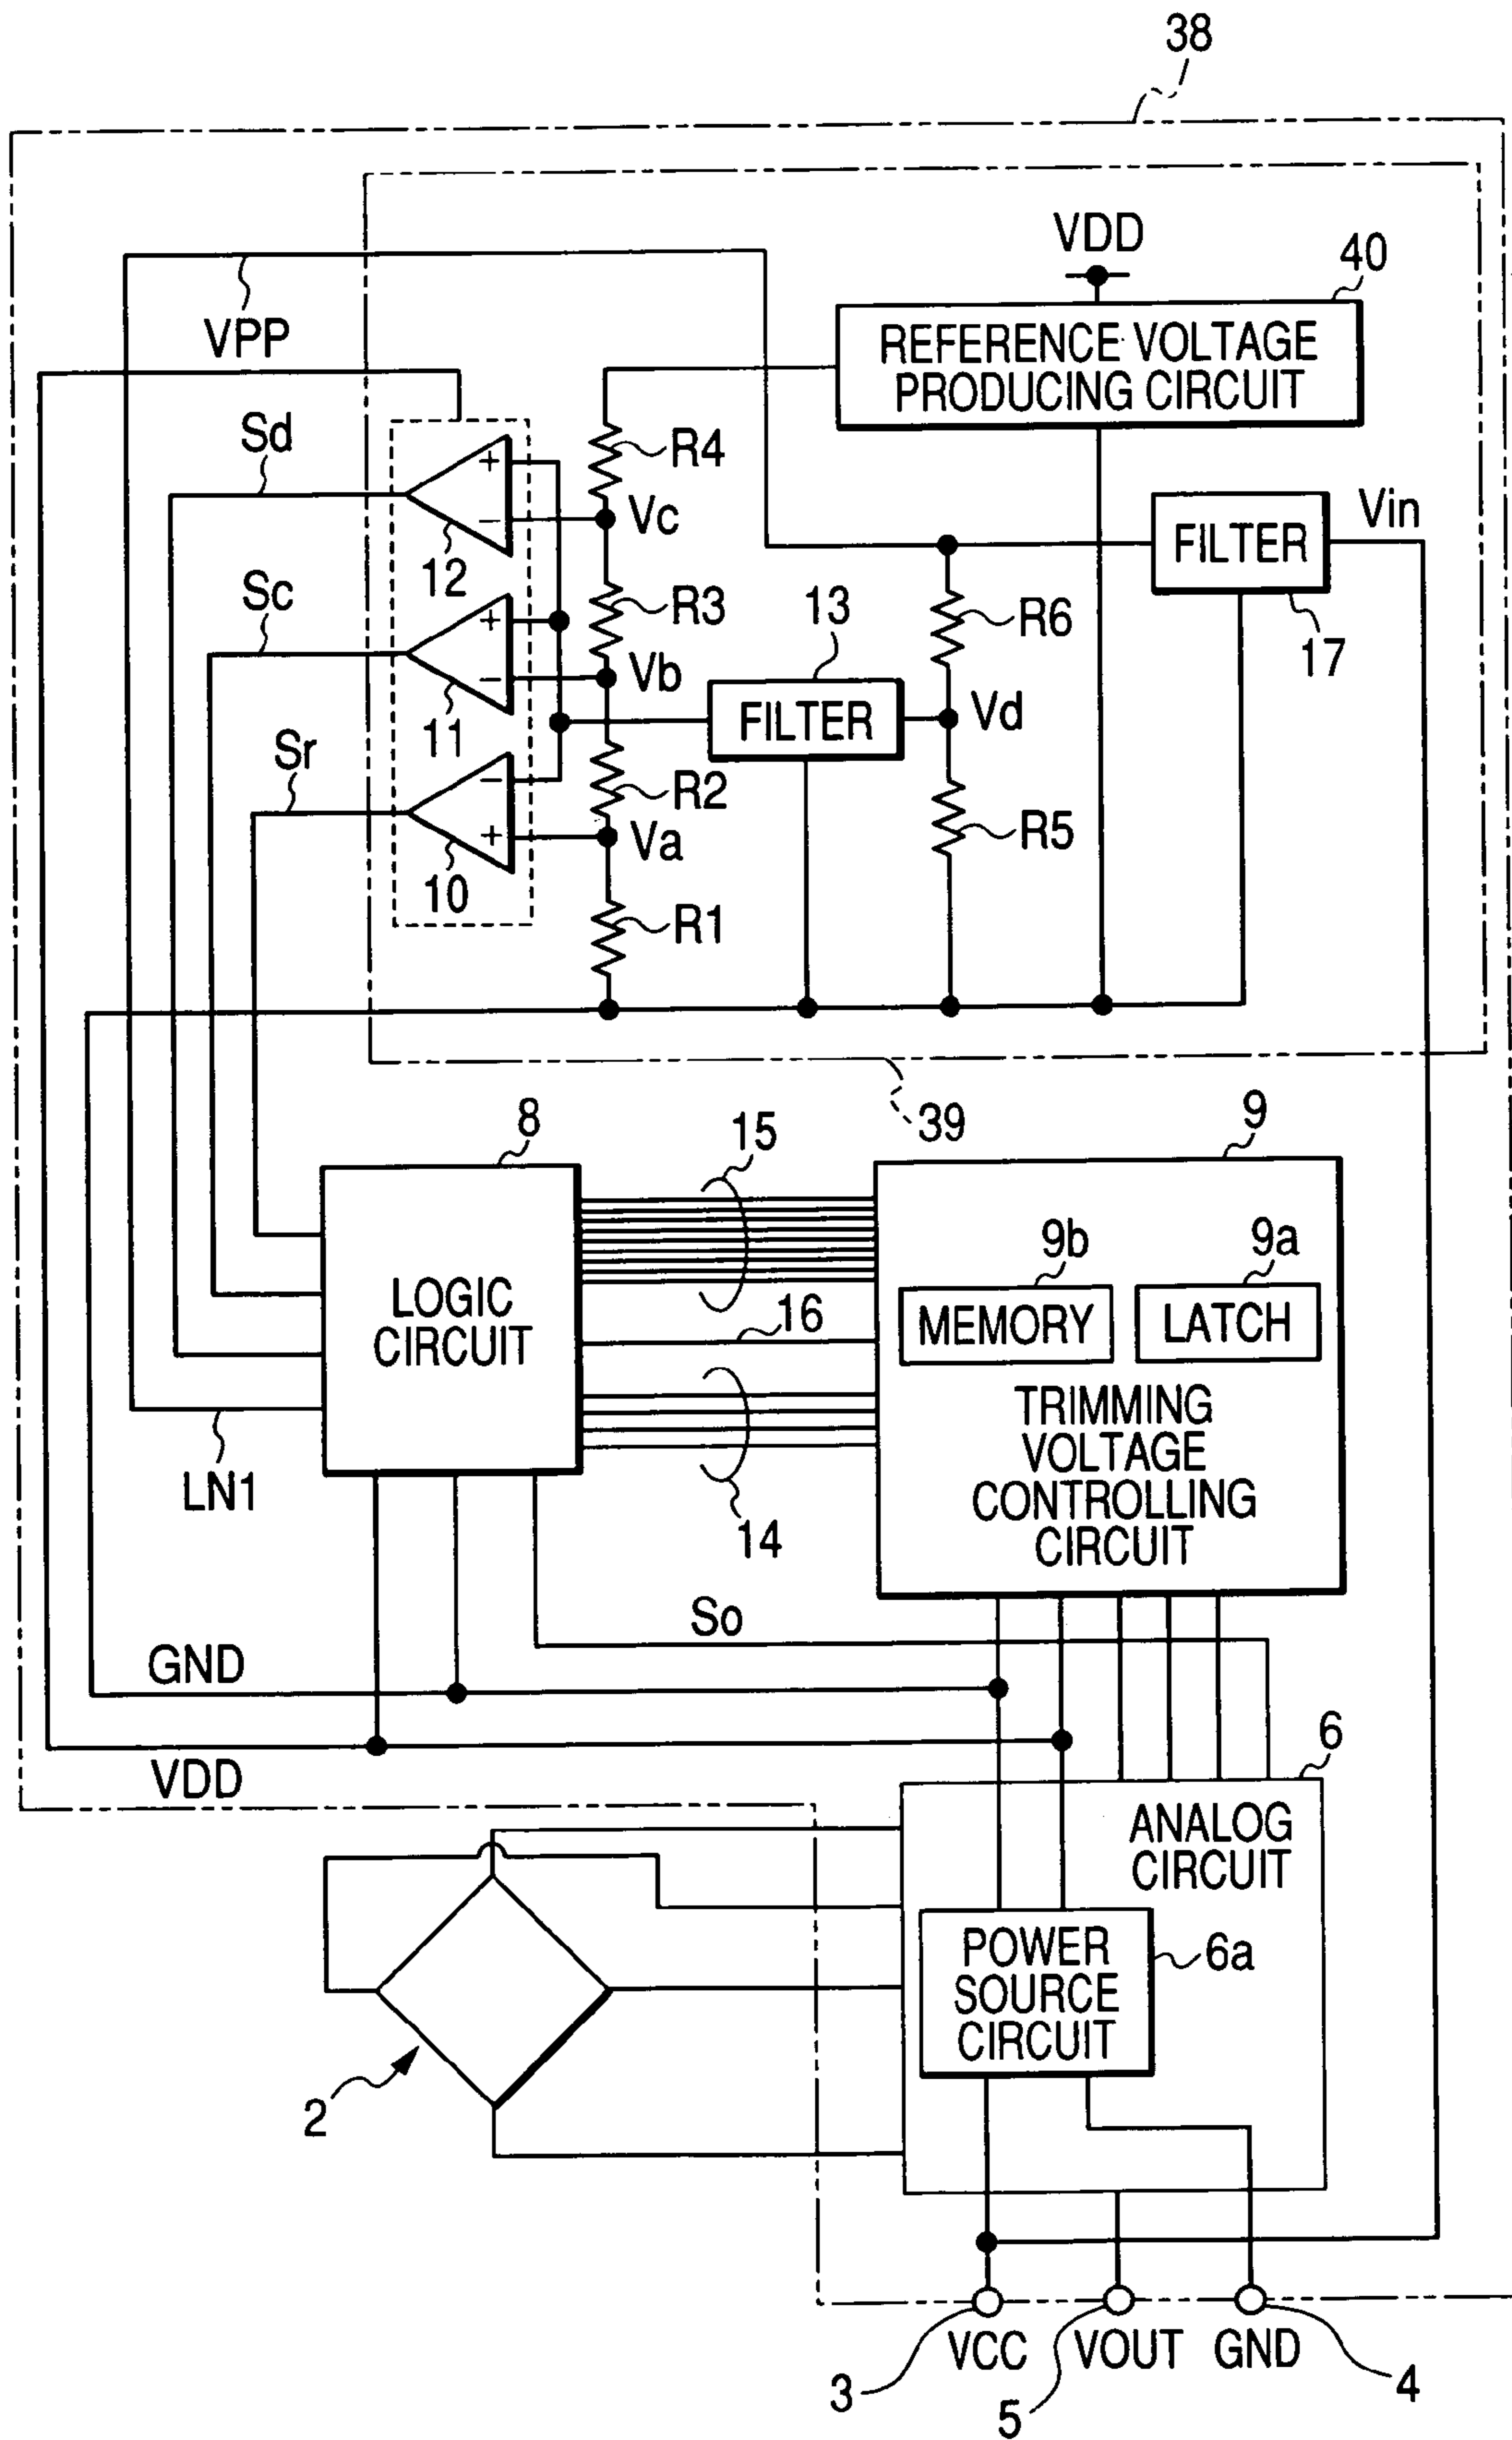 38
VDD
40
VPP
REFERENCE VOLTAGE
PRODUCING CIRCUIT
Sd
+
R4
Vin
−
Vc
FILTER
12
Sc
13
+
R3
R6
17
−
Vb
11
FILTER
Vd
Sr
−
R2
+
Va
R5
10
R1
39
8
15
9
9b
9a
LOGIC
CIRCUIT
16
MEMORY
LATCH
TRIMMING
VOLTAGE
CONTROLLING
CIRCUIT
LN1
14
So
GND
6
VDD
ANALOG
CIRCUIT
POWER
SOURCE
CIRCUIT
6a
2
VCC
VOUT
GND
3
5
4